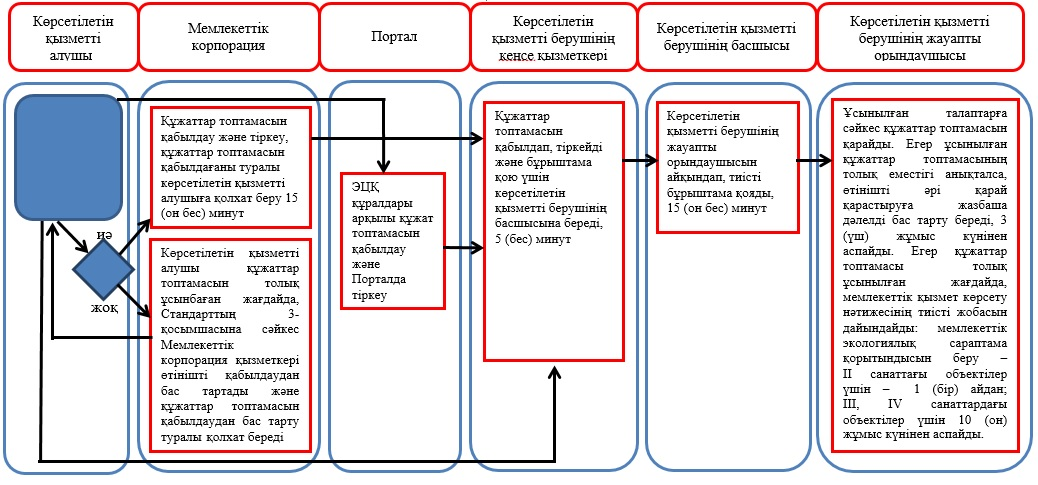 Көрсетілетін
қызметті
алушы
Мемлекеттік
корпорация
Портал
Көрсетілетін
қызметті берушінің
кеңсе қызметкері
Көрсетілетін қызметті
берушінің басшысы
Көрсетілетін қызметті
берушінің жауапты
орындаушысы
иә
жоқ
Құжаттар топтамасын
қабылдау және тіркеу,
құжаттар топтамасын
қабылдағаны туралы
көрсетілетін қызметті
алушыға қолхат беру 15
(он бес) минут
Көрсетілетін қызметті
алушы құжаттар
топтамасын толық
ұсынбаған жағдайда,
Стандарттың 3-
қосымшасына сәйкес
Мемлекеттік
корпорация қызметкері
өтінішті қабылдаудан
бас тартады және
құжаттар топтамасын
қабылдаудан бас тарту
туралы қолхат береді
ЭЦҚ
құралдары
арқылы құжат
топтамасын
қабылдау
және
Порталда
тіркеу
Құжаттар
топтамасын
қабылдап, тіркейді
және бұрыштама
қою үшін
көрсетілетін
қызметті берушінің
басшысына береді,
5 (бес) минут
Көрсетілетін
қызметті берушінің
жауапты
орындаушысын
айқындап, тиісті
бұрыштама қояды,
15 (он бес) минут
Ұсынылған талаптарға
сәйкес құжаттар топтамасын
қарайды. Егер ұсынылған
құжаттар топтамасының
толық еместігі анықталса,
өтінішті әрі қарай
қарастыруға жазбаша
дәлелді бас тарту береді, 3
(үш) жұмыс күнінен
аспайды. Егер құжаттар
топтамасы толық
ұсынылған жағдайда,
мемлекеттік қызмет көрсету
нәтижесінің тиісті жобасын
дайындайды: мемлекеттік
экологиялық сараптама
қорытындысын беру –
II санаттағы объектілер
үшін – 1 (бір) айдан;
III, IV санаттардағы
объектілер үшін 10 (он)
жұмыс күнінен аспайды.